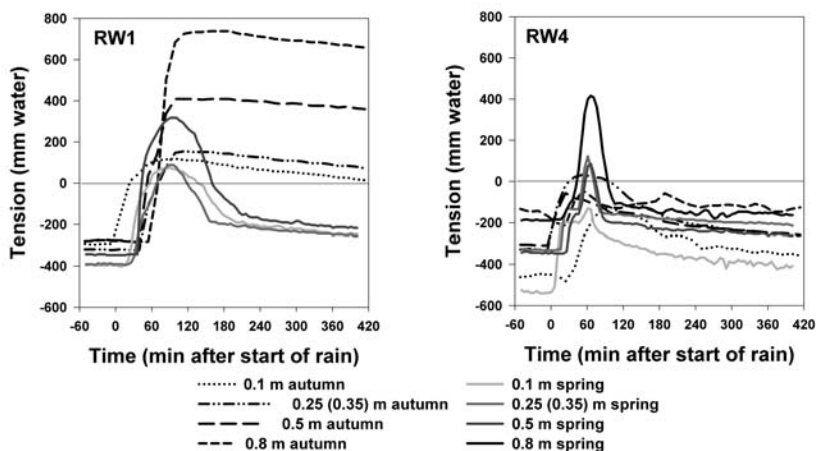 RW1
RW4
Tension (mm water)
800
600
400
200
0
-200
-400
-600
-60 0 60 120 180 240 300 360 420
Time (min after start of rain)
Tension (mm water)
800
600
400
200
0
-200
-400
-600
-60 0 60 120 180 240 300 360 420
Time (min after start of rain)
0.1 m autumn
0.25 (0.35) m autumn
0.5 m autumn
0.8 m autumn
0.1 m spring
0.25 (0.35) m spring
0.5 m spring
0.8 m spring